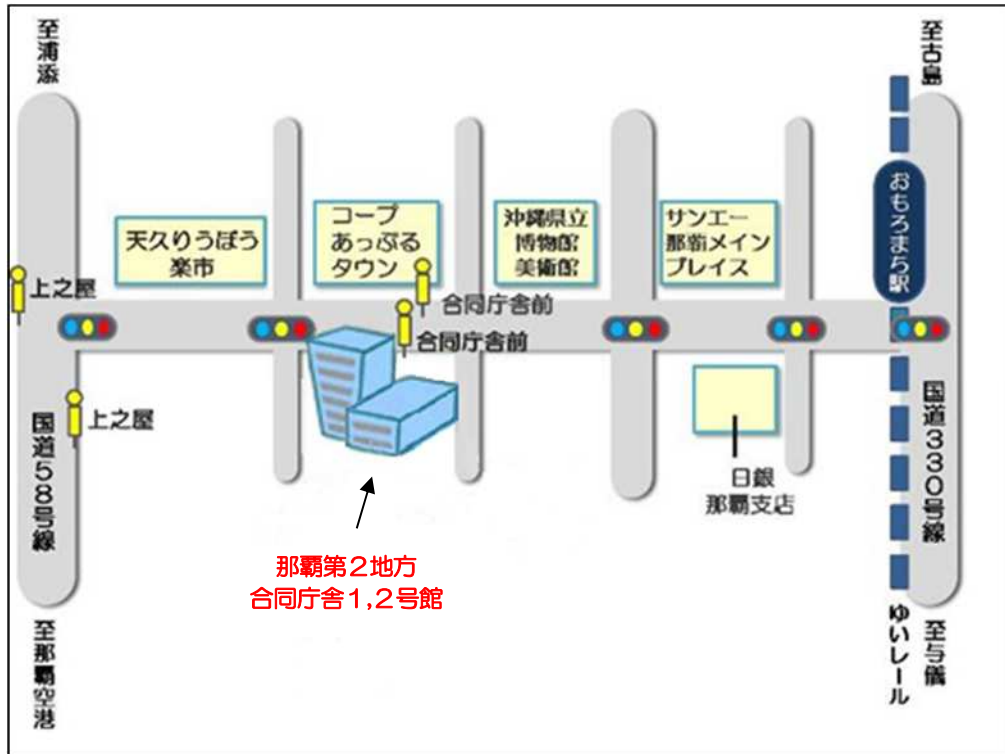 至浦添
至古島
おもろまち駅
天久りうぼう
楽市
コープ
あっぷる
タウン
沖縄県立
博物館
美術館
サンエー
那覇メイン
プレイス
上之屋
合同庁舎前
合同庁舎前
上之屋
国道58号線
国道330号線
日銀
那覇支店
那覇第2地方
合同庁舎1,2号館
至那覇空港
ゆいレール
至与儀